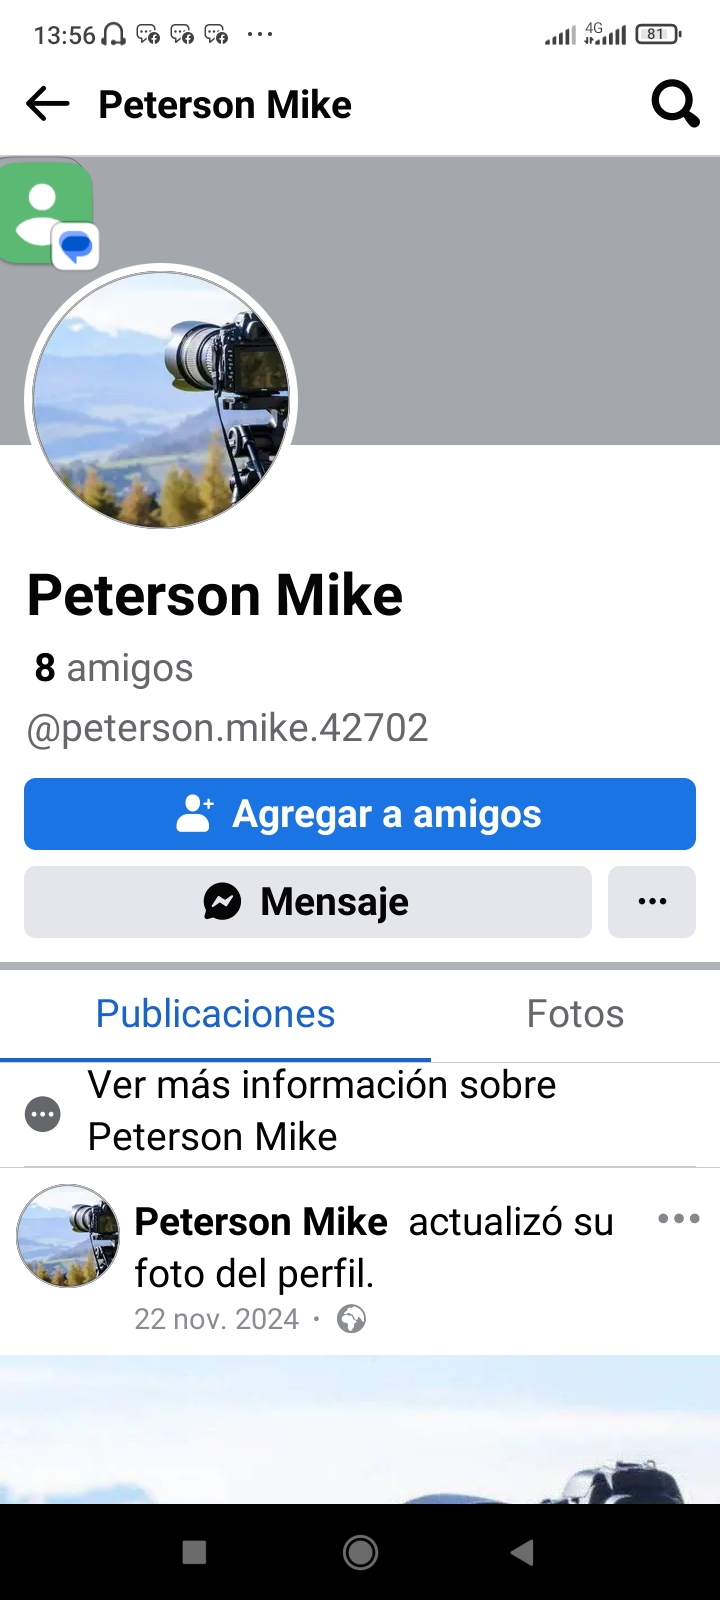 13:56
4G
81
Peterson Mike
Peterson Mike
8 amigos
@peterson.mike.42702
Agregar a amigos
Mensaje
Publicaciones
Fotos
Ver más información sobre
Peterson Mike
Peterson Mike actualizó su
foto del perfil.
22 nov. 2024 ·